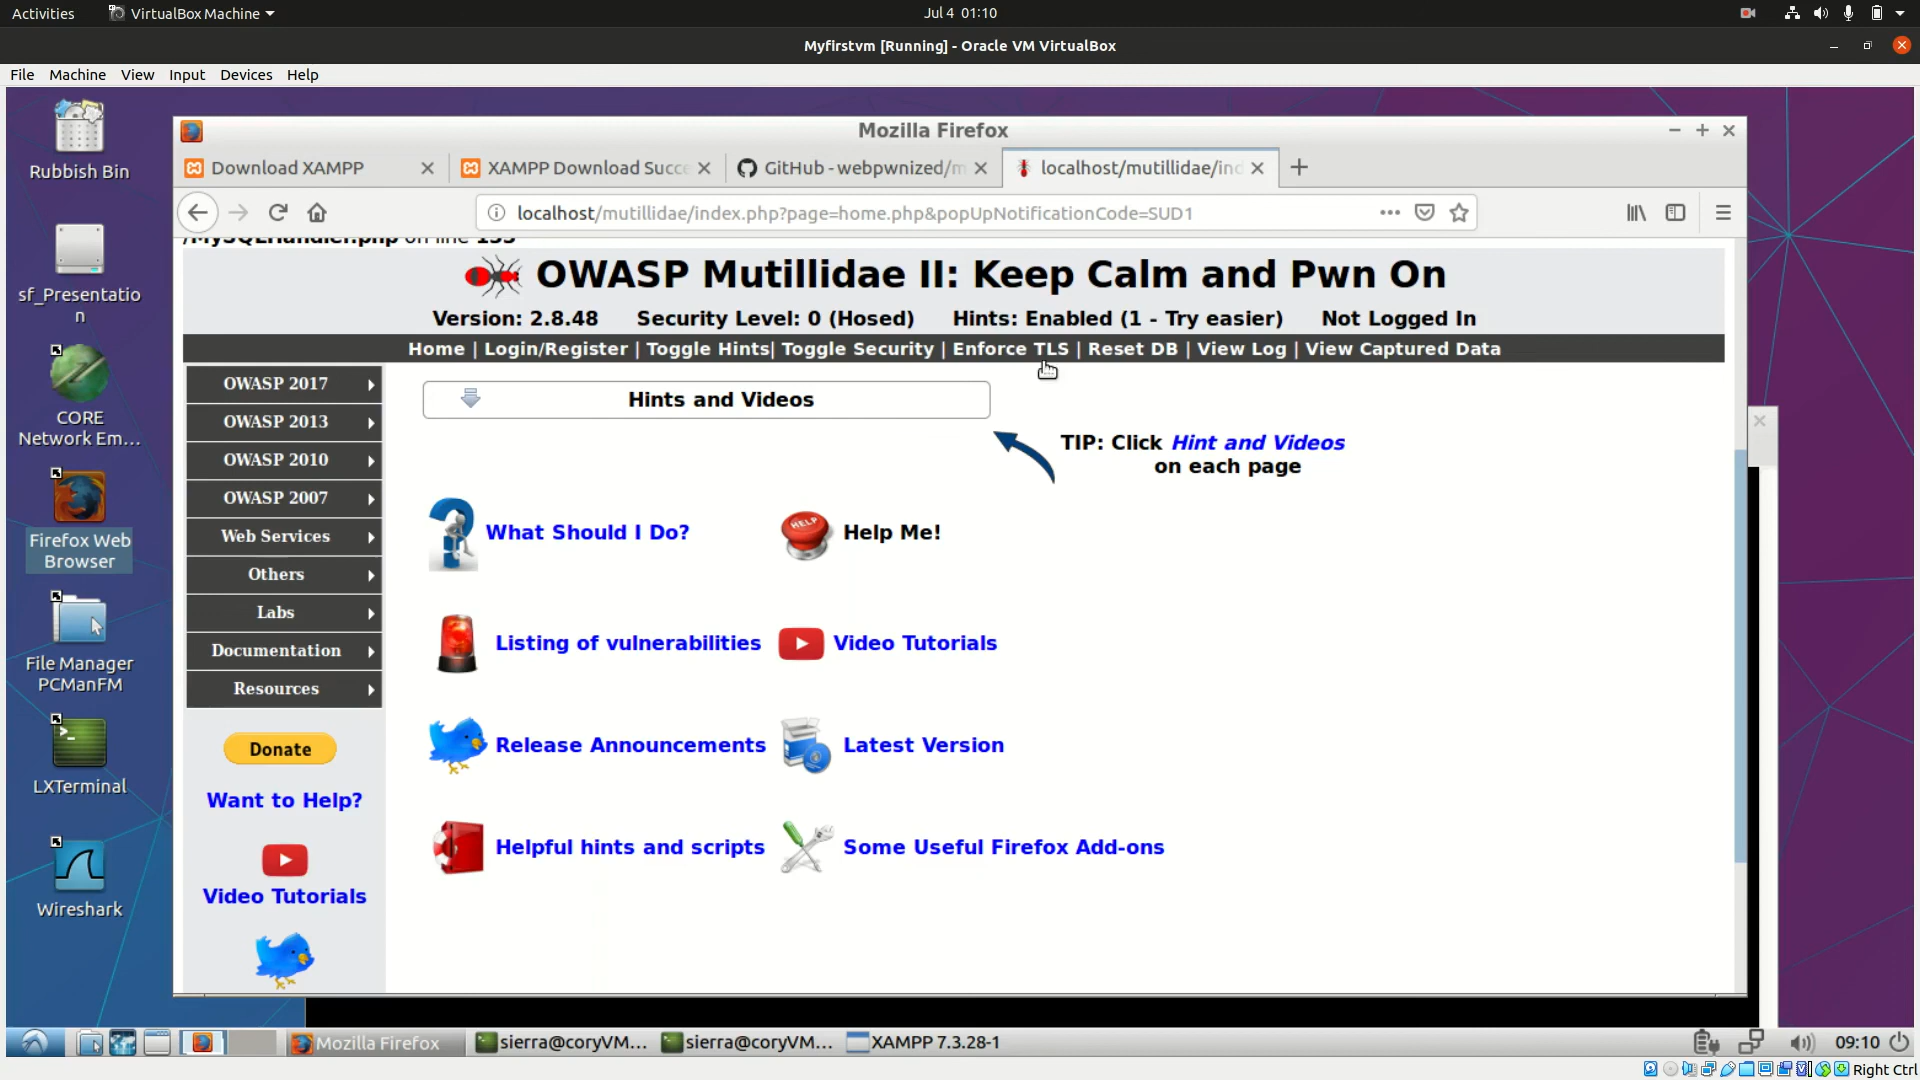 Activities VirtualBox Machine Jul 4 01:10
Myfirstvm [Running] - Oracle VM VirtualBox
File Machine View Input Devices Help
Rubbish Bin
sf_Presentatio
n
CORE
Network Em...
Firefox Web
Browser
File Manager
PCManFM
LXTerminal
Wireshark
Mozilla Firefox
Download XAMPP XAMPP Download Succe GitHub - webpwnized/m localhost/mutillidae/ind
localhost/mutillidae/index.php?page=home.php&popUpNotificationCode=SUD1
/MySQLHandler.php on line 133
OWASP Mutillidae II: Keep Calm and Pwn On
Version: 2.8.48 Security Level: 0 (Hosed) Hints: Enabled (1 - Try easier) Not Logged In
Home | Login/Register | Toggle Hints| Toggle Security | Enforce TLS | Reset DB | View Log | View Captured Data
OWASP 2017
OWASP 2013
OWASP 2010
OWASP 2007
Web Services
Others
Labs
Documentation
Resources
Donate
Want to Help?
Video Tutorials
Hints and Videos
TIP: Click Hint and Videos
on each page
What Should I Do? HELP Help Me!
Listing of vulnerabilities Video Tutorials
Release Announcements Latest Version
Helpful hints and scripts Some Useful Firefox Add-ons
Mozilla Firefox sierra@coryVM... sierra@coryVM... XAMPP 7.3.28-1 09:10
Right Ctrl